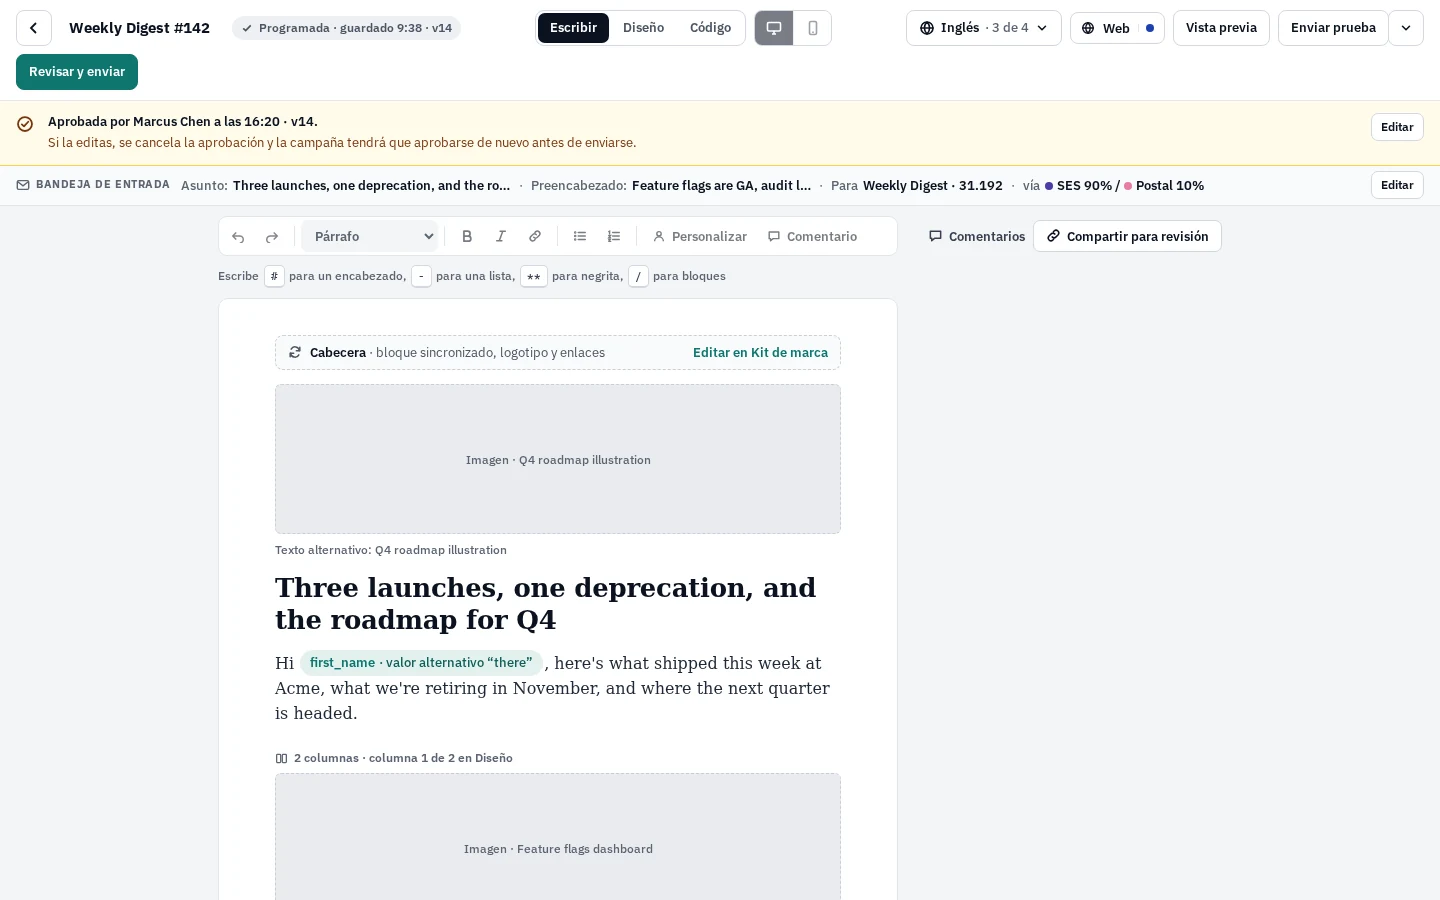 Weekly Digest #142
Programada · guardado 9:38 · v14
Escribir
Diseño
Código
Inglés · 3 de 4
Web
Vista previa
Enviar prueba
Revisar y enviar
Aprobada por Marcus Chen a las 16:20 · v14.
Si la editas, se cancela la aprobación y la campaña tendrá que aprobarse de nuevo antes de enviarse.
Editar
BANDEJA DE ENTRADA Asunto: Three launches, one deprecation, and the ro… · Preencabezado: Feature flags are GA, audit l… · Para Weekly Digest · 31.192 · vía SES 90% / Postal 10%
Editar
Párrafo
B I
Personalizar
Comentario
Comentarios
Compartir para revisión
Escribe # para un encabezado, - para una lista, ** para negrita, / para bloques
Cabecera · bloque sincronizado, logotipo y enlaces
Editar en Kit de marca
Imagen · Q4 roadmap illustration
Texto alternativo: Q4 roadmap illustration
Three launches, one deprecation, and
the roadmap for Q4
Hi first_name · valor alternativo “there” , here's what shipped this week at
Acme, what we're retiring in November, and where the next quarter
is headed.
2 columnas · columna 1 de 2 en Diseño
Imagen · Feature flags dashboard